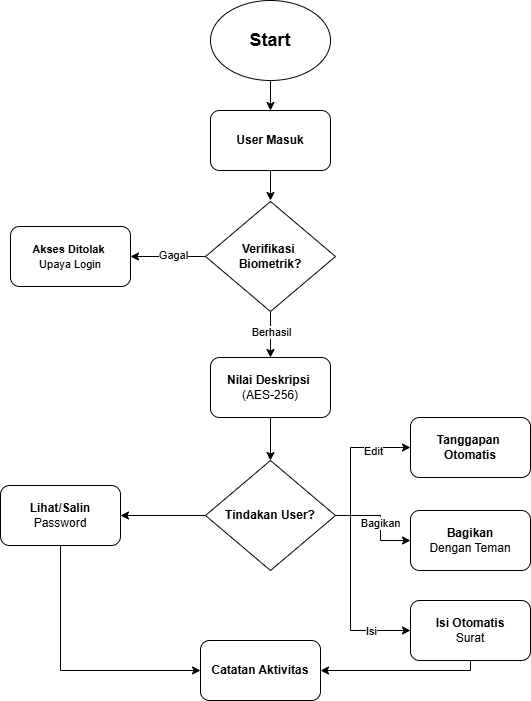 Start
User Masuk
Verifikasi
Biometrik?
Gagal
Akses Ditolak
Upaya Login
Berhasil
Nilai Deskripsi
(AES-256)
Tindakan User?
Lihat/Salin
Password
Edit
Tanggapan
Otomatis
Bagikan
Bagikan
Dengan Teman
Isi
Isi Otomatis
Surat
Catatan Aktivitas